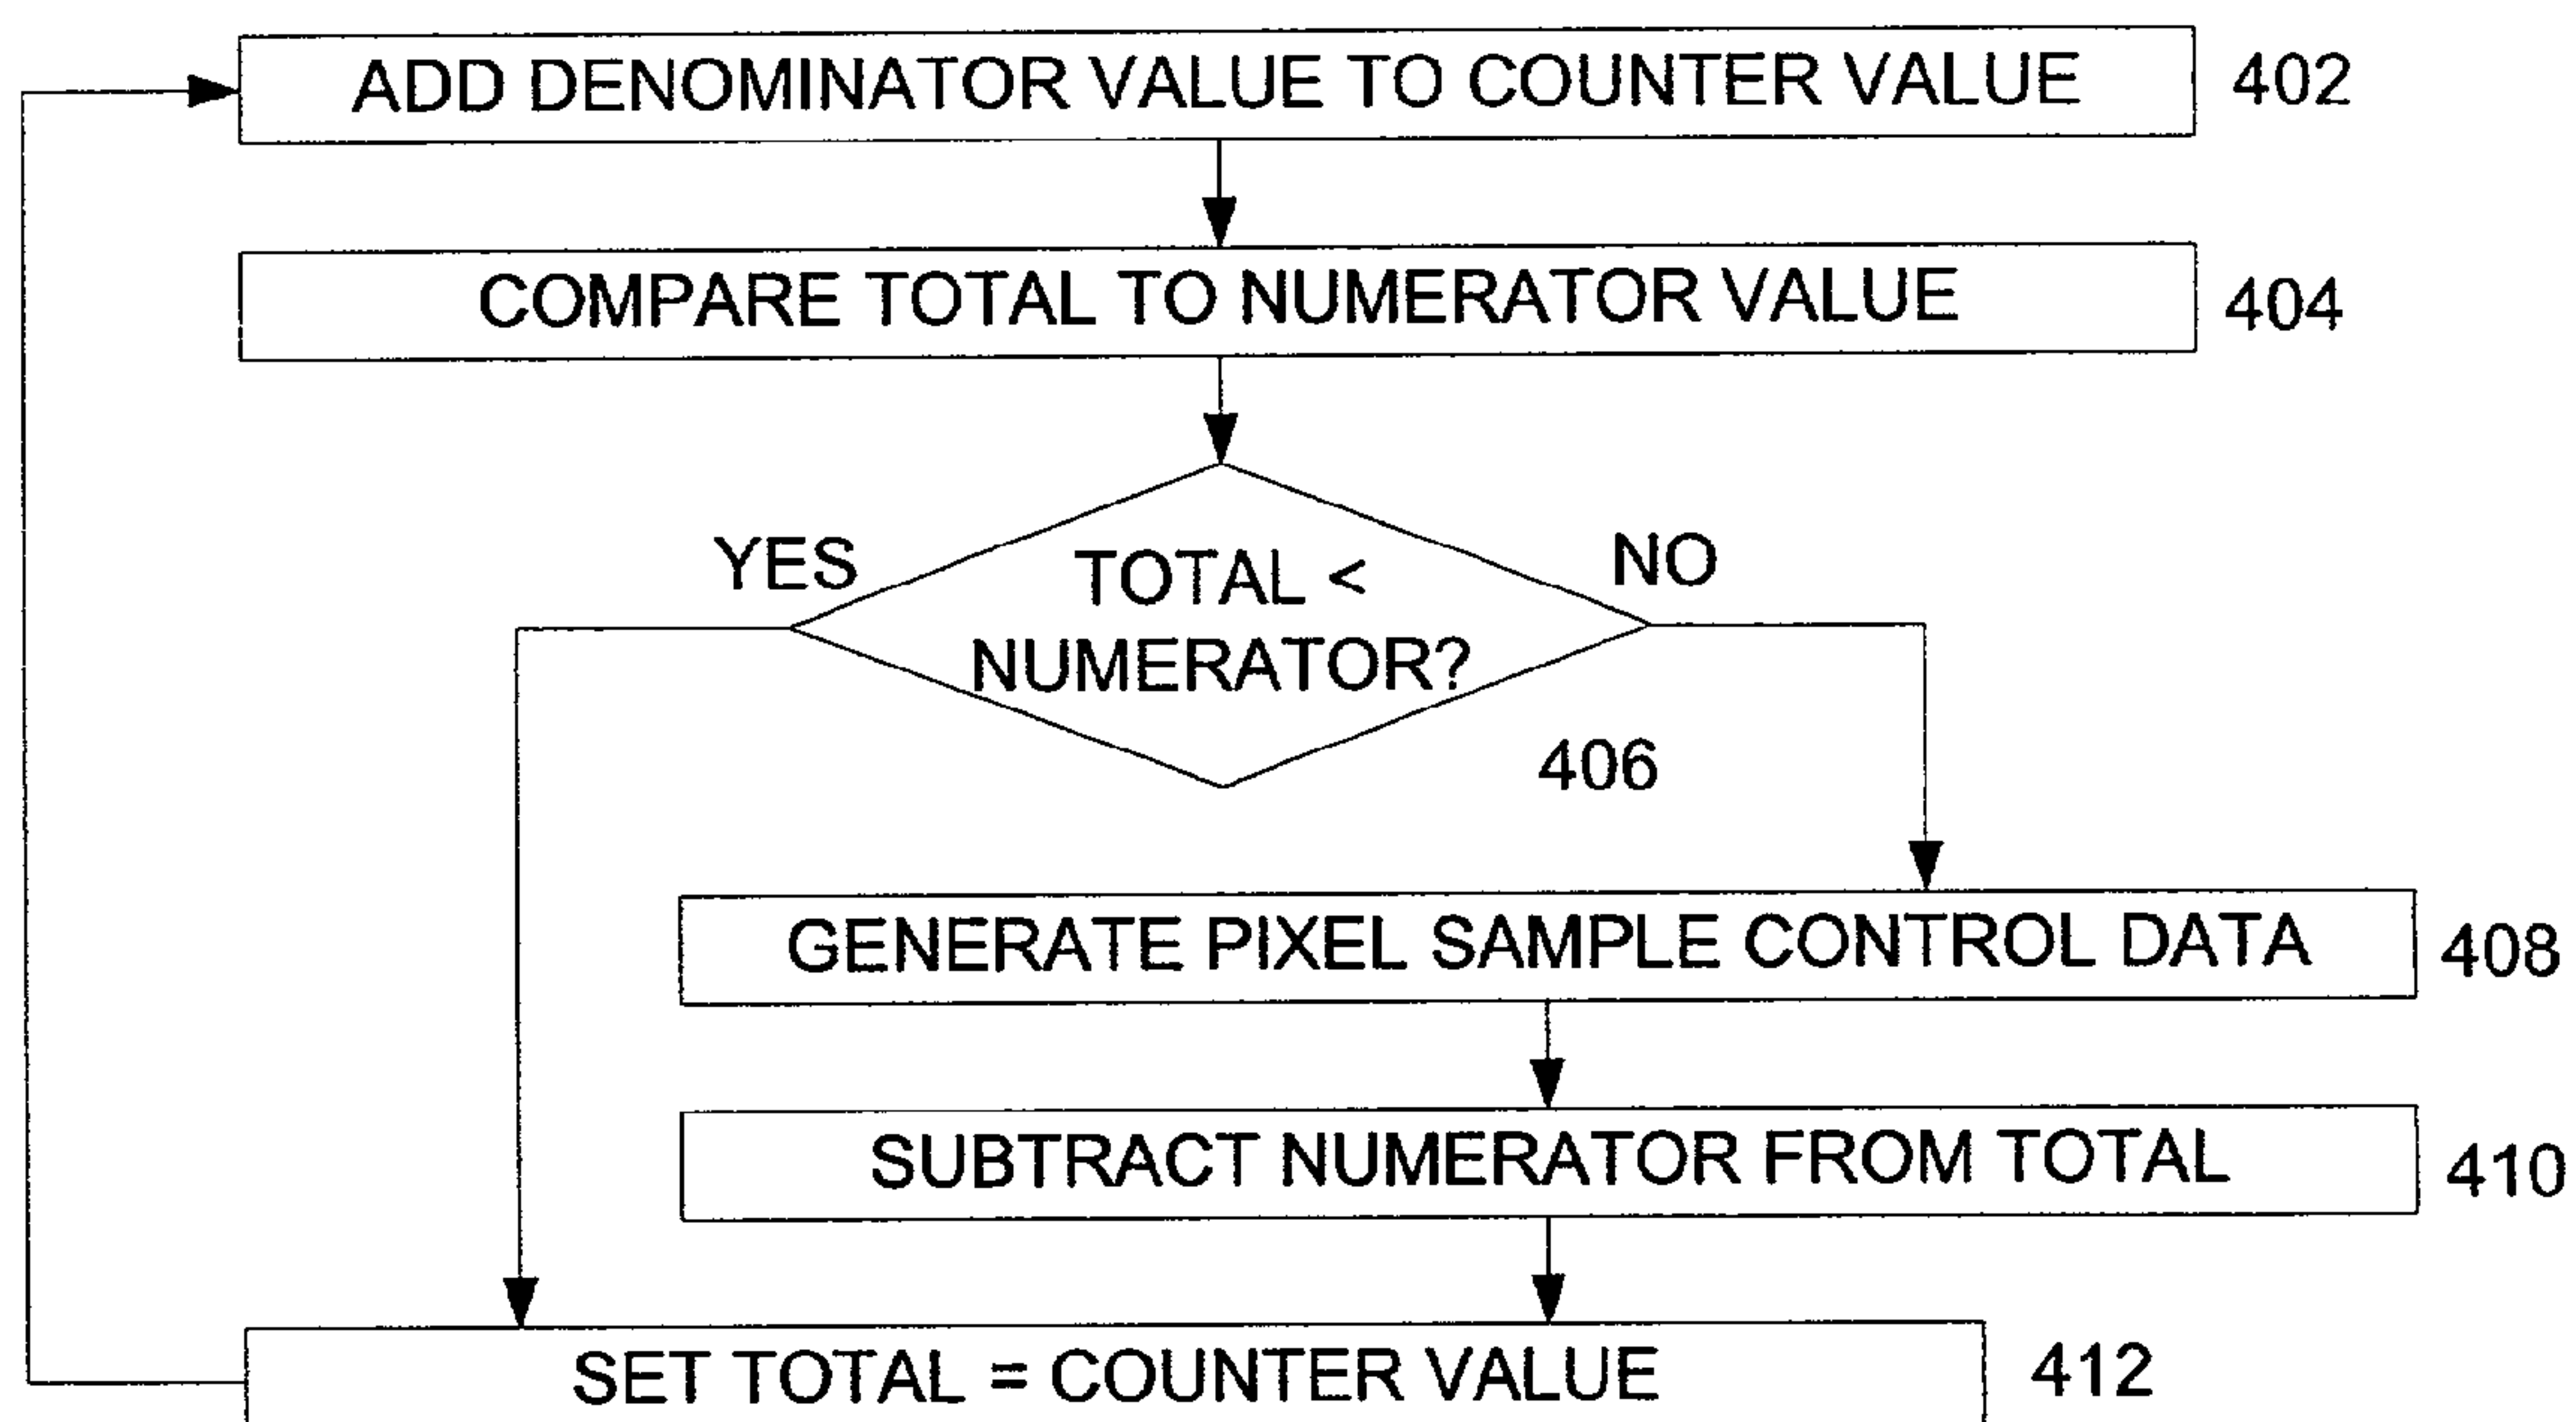 ADD DENOMINATOR VALUE TO COUNTER VALUE 402
COMPARE TOTAL TO NUMERATOR VALUE 404
YES
TOTAL <
NUMERATOR?
NO
406
GENERATE PIXEL SAMPLE CONTROL DATA 408
SUBTRACT NUMERATOR FROM TOTAL 410
SET TOTAL = COUNTER VALUE 412